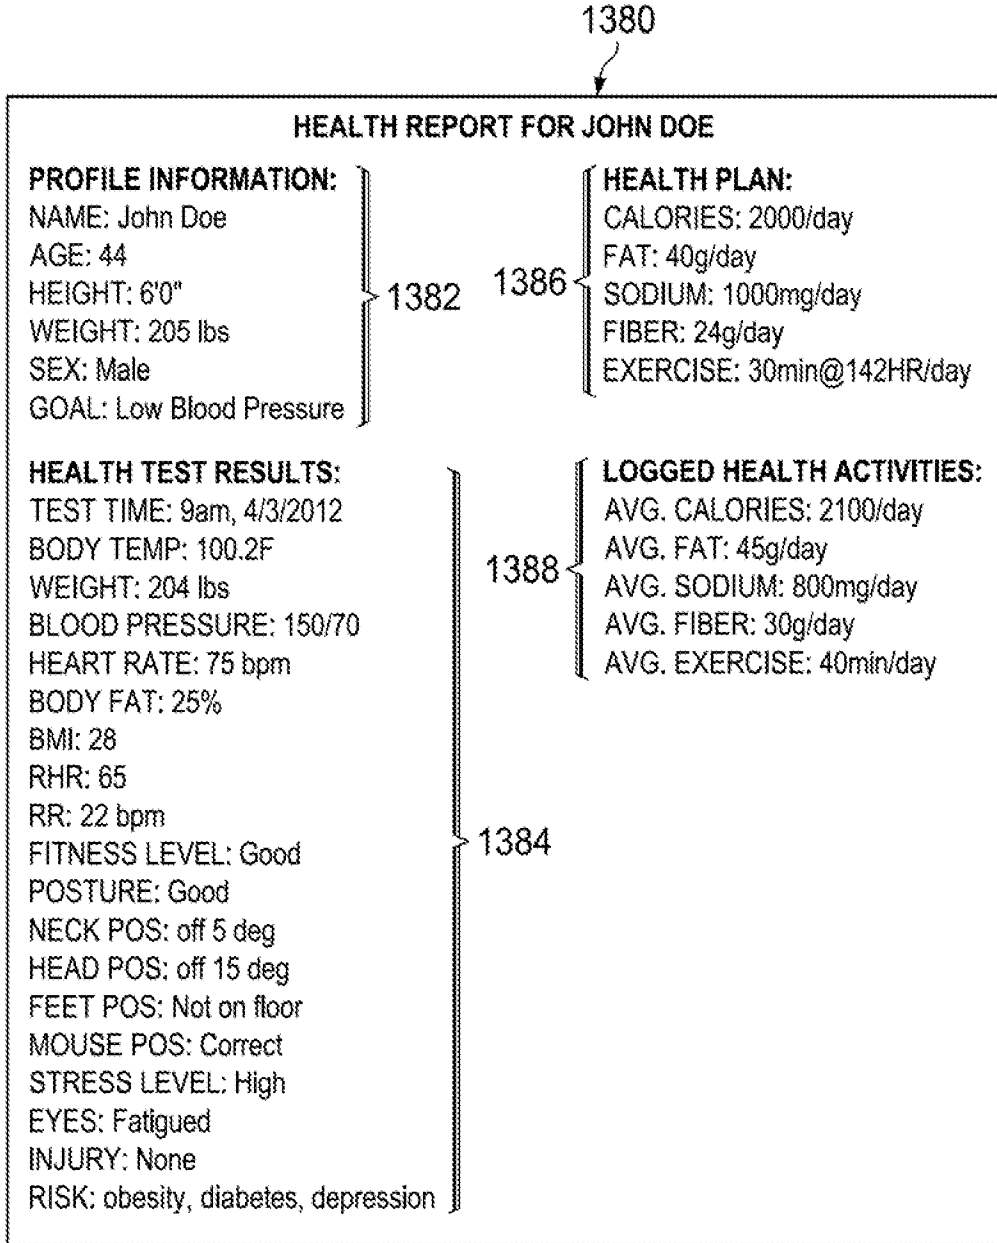 1380
HEALTH REPORT FOR JOHN DOE
PROFILE INFORMATION:
NAME: John Doe
AGE: 44
HEIGHT: 6'0"
WEIGHT: 205 lbs
SEX: Male
GOAL: Low Blood Pressure
1382
1386
HEALTH PLAN:
CALORIES: 2000/day
FAT: 40g/day
SODIUM: 1000mg/day
FIBER: 24g/day
EXERCISE: 30min@142HR/day
HEALTH TEST RESULTS:
TEST TIME: 9am, 4/3/2012
BODY TEMP: 100.2F
WEIGHT: 204 lbs
BLOOD PRESSURE: 150/70
HEART RATE: 75 bpm
BODY FAT: 25%
BMI: 28
RHR: 65
RR: 22 bpm
FITNESS LEVEL: Good
POSTURE: Good
NECK POS: off 5 deg
HEAD POS: off 15 deg
FEET POS: Not on floor
MOUSE POS: Correct
STRESS LEVEL: High
EYES: Fatigued
INJURY: None
RISK: obesity, diabetes, depression
1384
1388
LOGGED HEALTH ACTIVITIES:
AVG. CALORIES: 2100/day
AVG. FAT: 45g/day
AVG. SODIUM: 800mg/day
AVG. FIBER: 30g/day
AVG. EXERCISE: 40min/day